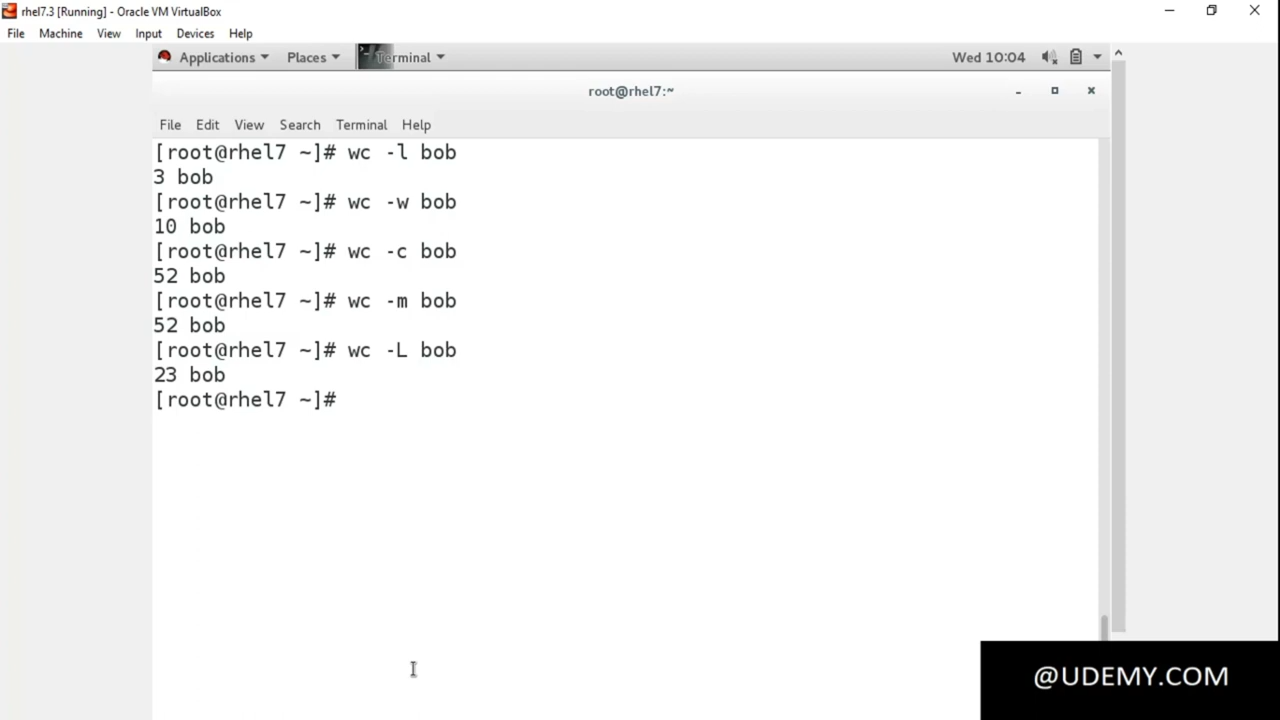 rhel7.3 [Running] - Oracle VM VirtualBox
File Machine View Input Devices Help
Applications Places Terminal Wed 10:04
root@rhel7:~
File Edit View Search Terminal Help
[root@rhel7 ~]# wc -l bob
3 bob
[root@rhel7 ~]# wc -w bob
10 bob
[root@rhel7 ~]# wc -c bob
52 bob
[root@rhel7 ~]# wc -m bob
52 bob
[root@rhel7 ~]# wc -L bob
23 bob
[root@rhel7 ~]#
@UDEMY.COM